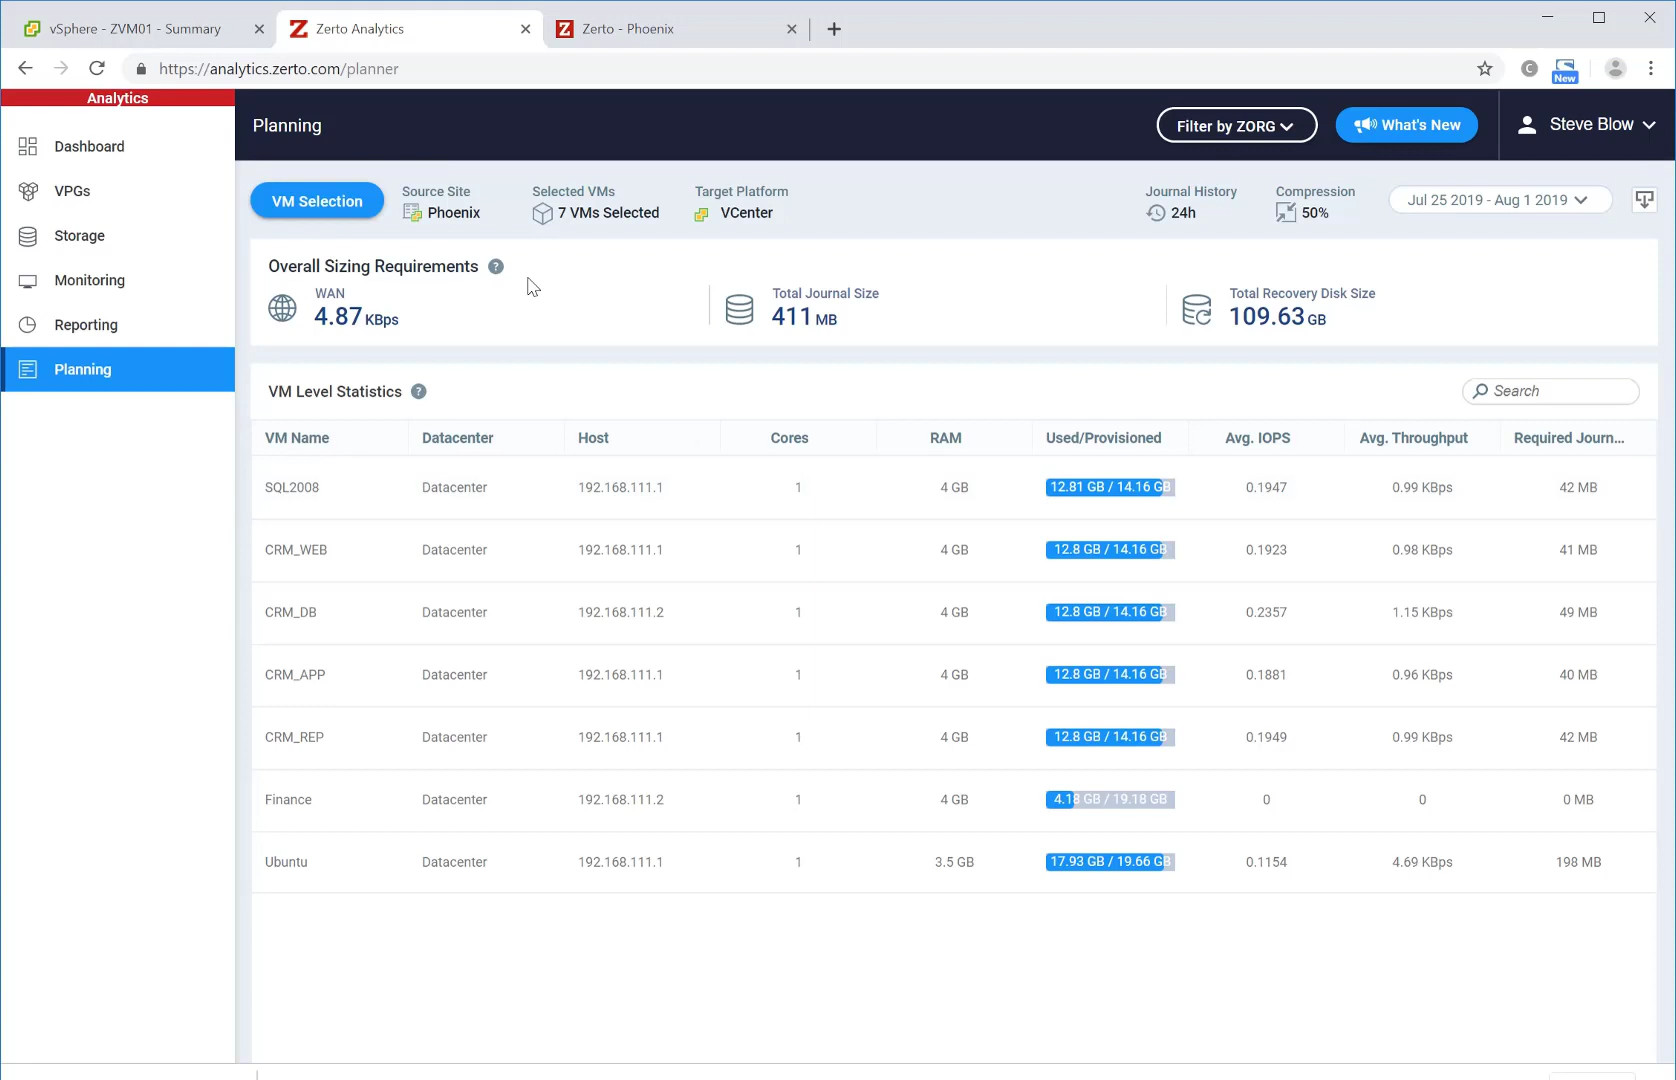 vSphere - ZVM01 - Summary
Zerto Analytics
Zerto - Phoenix
https://analytics.zerto.com/planner
C
New
Analytics
Planning
Filter by ZORG
What's New
Steve Blow
Dashboard
VPGs
Storage
Monitoring
Reporting
Planning
VM Selection
Source Site
Phoenix
Selected VMs
7 VMs Selected
Target Platform
VCenter
Journal History
24h
Compression
50%
Jul 25 2019 - Aug 1 2019
Overall Sizing Requirements ?
WAN
4.87 KBps
Total Journal Size
411 MB
Total Recovery Disk Size
109.63 GB
VM Level Statistics ?
Search
VM Name Datacenter Host Cores RAM Used/Provisioned Avg. IOPS Avg. Throughput Required Journ...
SQL2008 Datacenter 192.168.111.1 1 4 GB 12.81 GB / 14.16 GB 0.1947 0.99 KBps 42 MB
CRM_WEB Datacenter 192.168.111.1 1 4 GB 12.8 GB / 14.16 GB 0.1923 0.98 KBps 41 MB
CRM_DB Datacenter 192.168.111.2 1 4 GB 12.8 GB / 14.16 GB 0.2357 1.15 KBps 49 MB
CRM_APP Datacenter 192.168.111.1 1 4 GB 12.8 GB / 14.16 GB 0.1881 0.96 KBps 40 MB
CRM_REP Datacenter 192.168.111.1 1 4 GB 12.8 GB / 14.16 GB 0.1949 0.99 KBps 42 MB
Finance Datacenter 192.168.111.2 1 4 GB 4.18 GB / 19.18 GB 0 0 0 MB
Ubuntu Datacenter 192.168.111.1 1 3.5 GB 17.93 GB / 19.66 GB 0.1154 4.69 KBps 198 MB